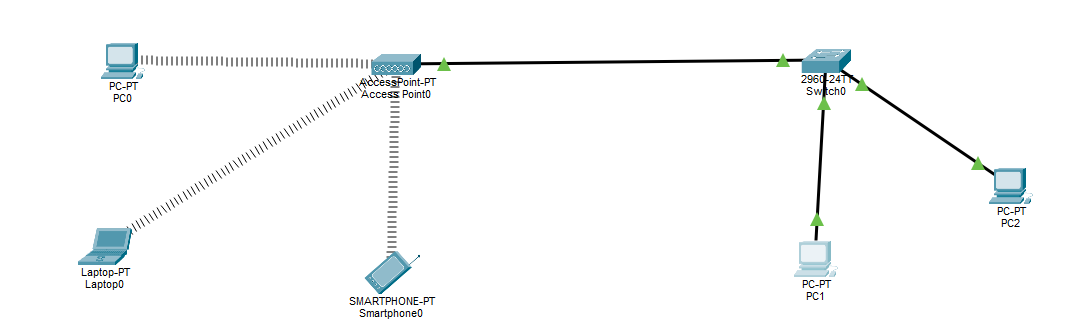 PC-PT
PC0
AccessPoint-PT
Access Point0
2960-24TT
Switch0
PC-PT
PC2
Laptop-PT
Laptop0
SMARTPHONE-PT
Smartphone0
PC-PT
PC1